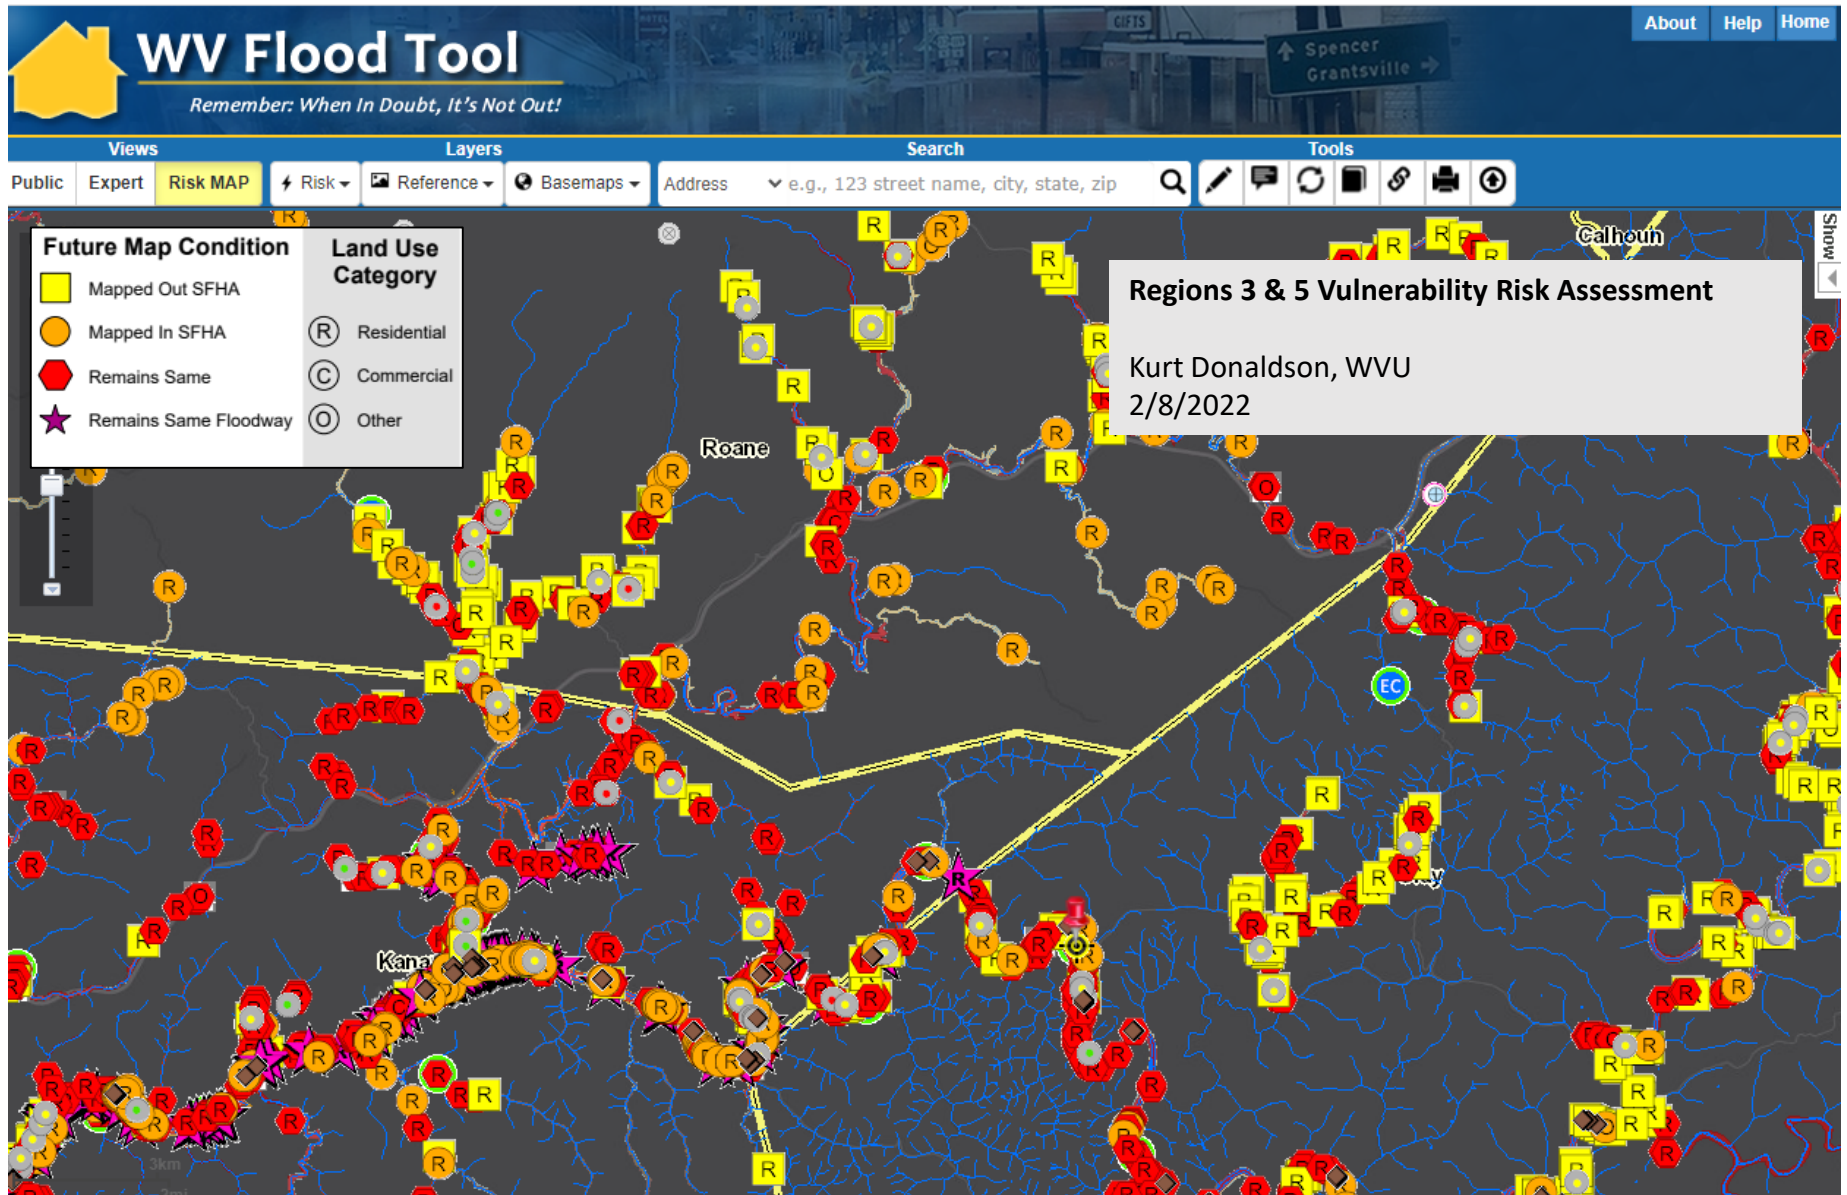 WV Flood Tool
Remember: When In Doubt, It's Not Out!
GIFTS
Spencer
Grantsville
About Help Home
Views Layers Search Tools
Public Expert Risk MAP Risk Reference Basemaps Address e.g., 123 street name, city, state, zip
Show
Future Map Condition
Mapped Out SFHA
Mapped In SFHA
Remains Same
Remains Same Floodway
Land Use
Category
R Residential
C Commercial
O Other
Regions 3 & 5 Vulnerability Risk Assessment
Kurt Donaldson, WVU
2/8/2022
Calhoun
Roane
EC
Kana
3km